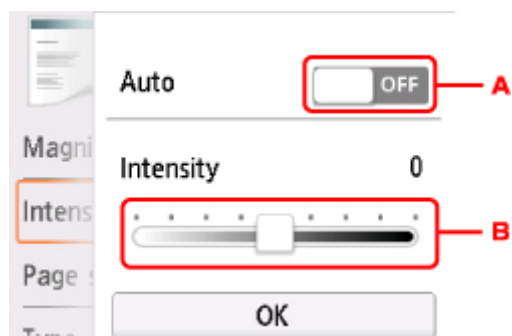 Auto OFF A
Magni
Intensity 0
Intens
B
Page
OK